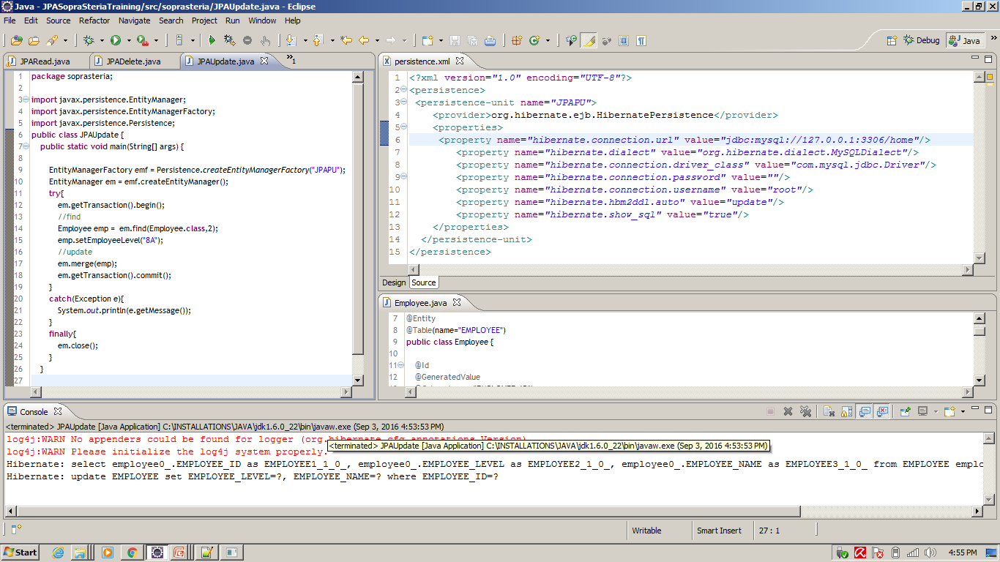 Java - JPASopraSteriaTraining/src/soprasteria/JPAUpdate.java - Eclipse
File Edit Source Refactor Navigate Search Project Run Window Help
Debug Java »
JPARead.java JPADelete.java JPAUpdate.java »1
1 package soprasteria;
2
3 import javax.persistence.EntityManager;
4 import javax.persistence.EntityManagerFactory;
5 import javax.persistence.Persistence;
6 public class JPAUpdate {
7 public static void main(String[] args) {
8
9 EntityManagerFactory emf = Persistence.createEntityManagerFactory("JPAPU");
10 EntityManager em = emf.createEntityManager();
11 try{
12 em.getTransaction().begin();
13 //find
14 Employee emp = em.find(Employee.class,2);
15 emp.setEmployeeLevel("8A");
16 //update
17 em.merge(emp);
18 em.getTransaction().commit();
19 }
20 catch(Exception e){
21 System.out.println(e.getMessage());
22 }
23 finally{
24 em.close();
25 }
26 }
27
persistence.xml
1 <?xml version="1.0" encoding="UTF-8"?>
2 <persistence>
3 <persistence-unit name="JPAPU">
4 <provider>org.hibernate.ejb.HibernatePersistence</provider>
5 <properties>
6 <property name="hibernate.connection.url" value="jdbc:mysql://127.0.0.1:3306/home"/>
7 <property name="hibernate.dialect" value="org.hibernate.dialect.MySQLDialect"/>
8 <property name="hibernate.connection.driver_class" value="com.mysql.jdbc.Driver"/>
9 <property name="hibernate.connection.password" value=""/>
10 <property name="hibernate.connection.username" value="root"/>
11 <property name="hibernate.hbm2ddl.auto" value="update"/>
12 <property name="hibernate.show_sql" value="true"/>
13 </properties>
14 </persistence-unit>
15 </persistence>
Design Source
Employee.java
7 @Entity
8 @Table(name="EMPLOYEE")
9 public class Employee {
10
11 @Id
12 @GeneratedValue
Console
<terminated> JPAUpdate [Java Application] C:\INSTALLATIONS\JAVA\jdk1.6.0_22\bin\javaw.exe (Sep 3, 2016 4:53:53 PM)
log4j:WARN No appenders could be found for logger (org.hibernate.cfg.annotations.Version).
<terminated> JPAUpdate [Java Application] C:\INSTALLATIONS\JAVA\jdk1.6.0_22\bin\javaw.exe (Sep 3, 2016 4:53:53 PM)
log4j:WARN Please initialize the log4j system properly.
Hibernate: select employee0_.EMPLOYEE_ID as EMPLOYEE1_1_0_, employee0_.EMPLOYEE_LEVEL as EMPLOYEE2_1_0_, employee0_.EMPLOYEE_NAME as EMPLOYEE3_1_0_ from EMPLOYEE emplo
Hibernate: update EMPLOYEE set EMPLOYEE_LEVEL=?, EMPLOYEE_NAME=? where EMPLOYEE_ID=?
Writable Smart Insert 27 : 1
Start 4:55 PM